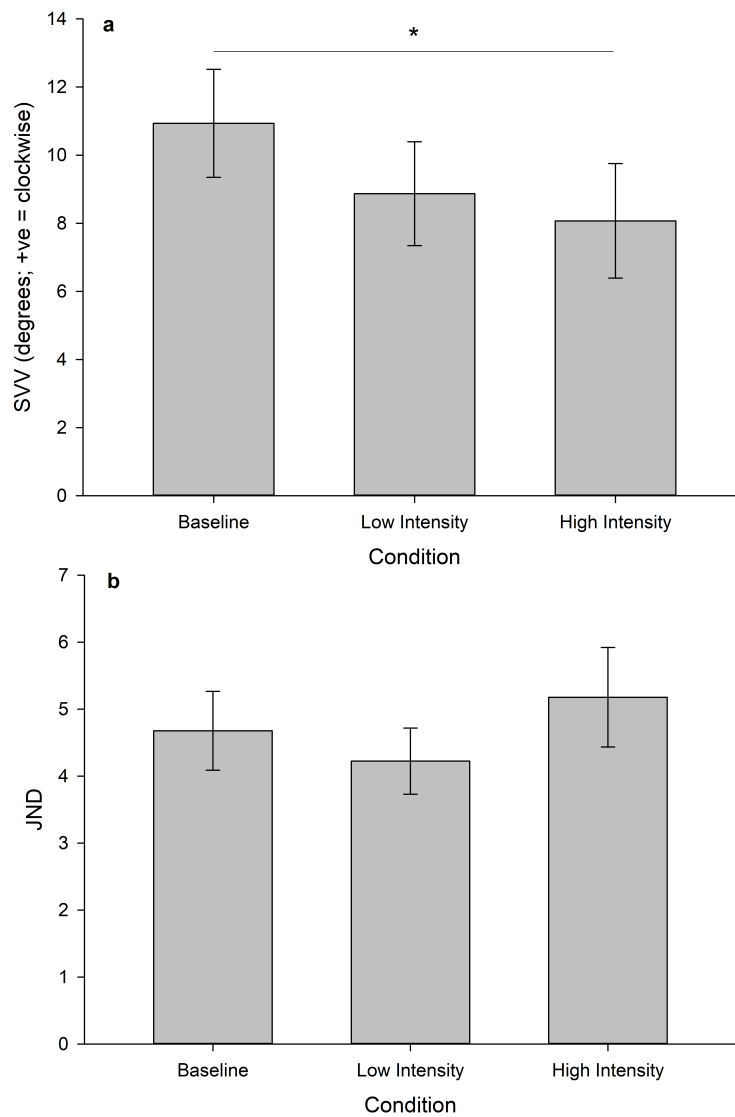 a
*
SVV (degrees; +ve = clockwise)
14
12
10
8
6
4
2
0
Baseline Low Intensity High Intensity
Condition
b
JND
7
6
5
4
3
2
1
0
Baseline Low Intensity High Intensity
Condition